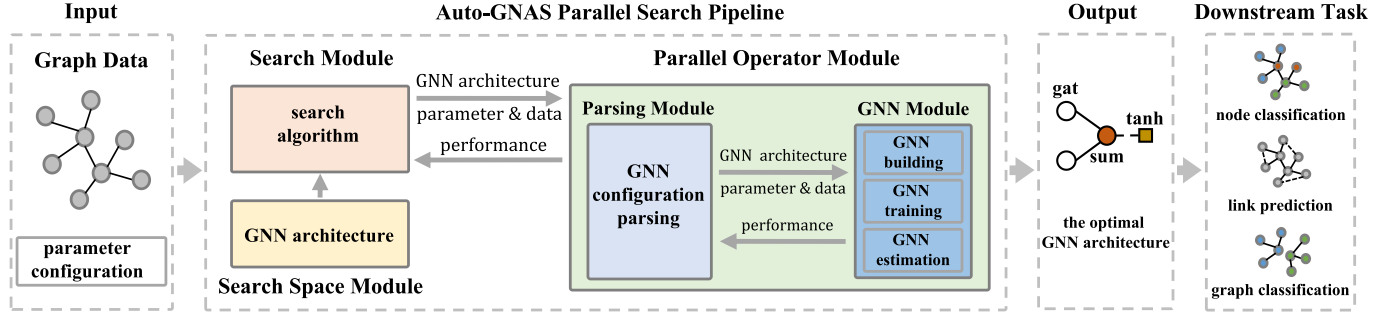 Input
Auto-GNAS Parallel Search Pipeline
Output
Downstream Task
Graph Data
parameter
configuration
Search Module
search
algorithm
GNN architecture
Search Space Module
GNN architecture
parameter & data
performance
Parallel Operator Module
Parsing Module
GNN
configuration
parsing
GNN architecture
parameter & data
performance
GNN Module
GNN
building
GNN
training
GNN
estimation
gat
tanh
sum
the optimal
GNN architecture
node classification
link prediction
graph classification